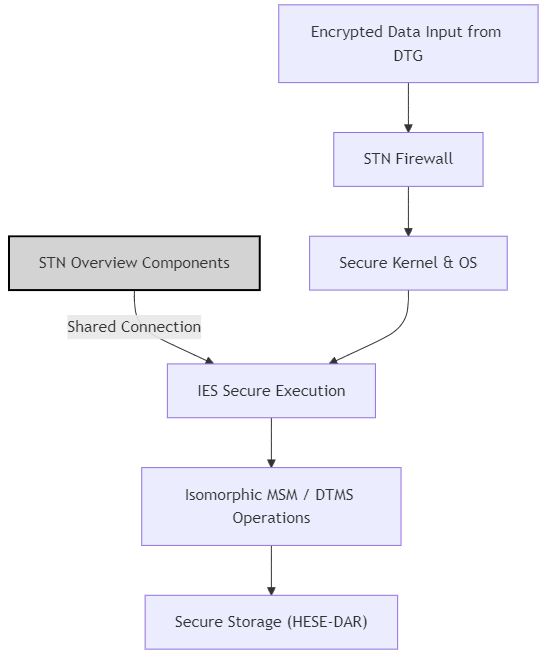 Encrypted Data Input from
DTG
STN Firewall
STN Overview Components
Secure Kernel & OS
Shared Connection
IES Secure Execution
Isomorphic MSM / DTMS
Operations
Secure Storage (HESE-DAR)